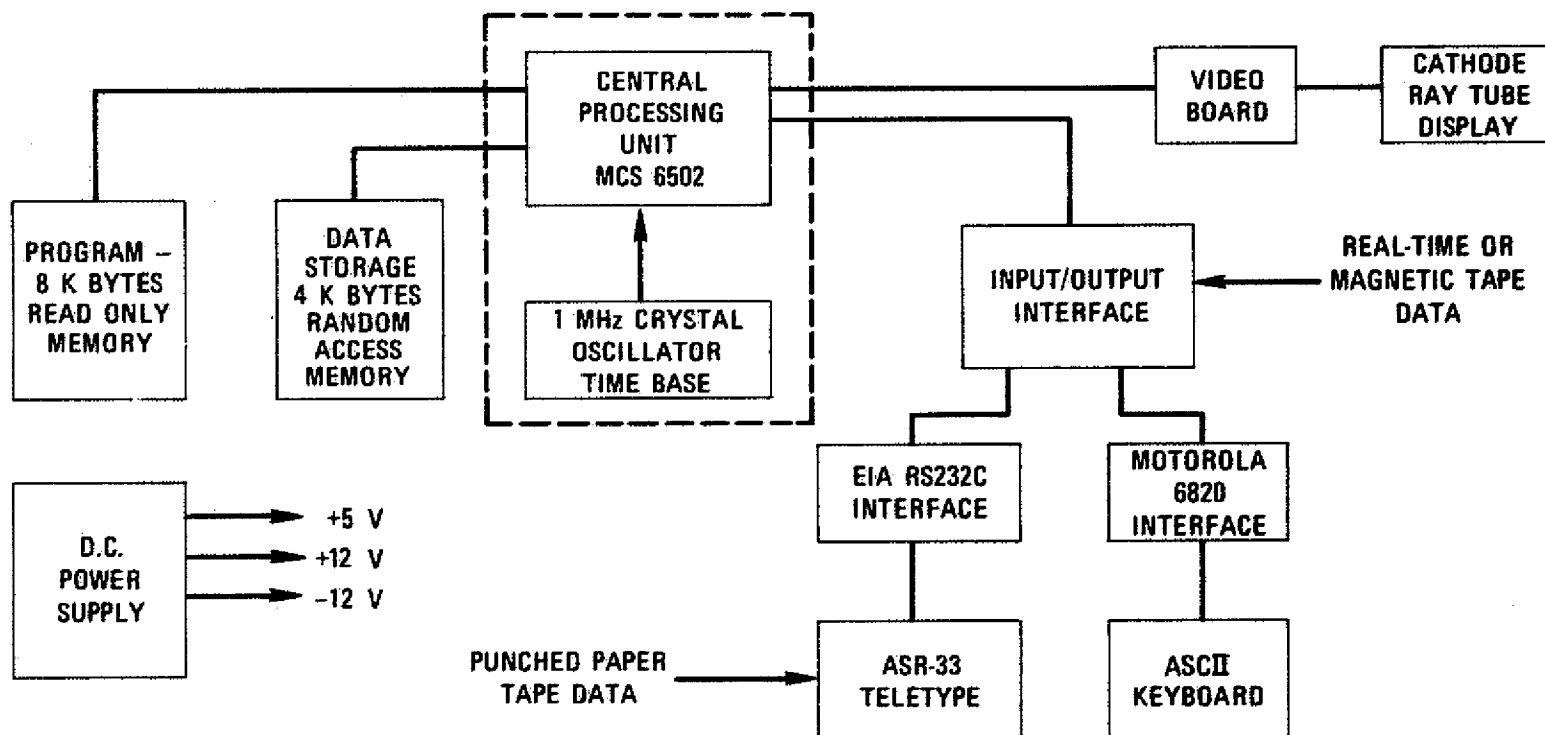 CENTRAL
PROCESSING
UNIT
MCS 6502
VIDEO
BOARD
CATHODE
RAY TUBE
DISPLAY
PROGRAM –
8 K BYTES
READ ONLY
MEMORY
DATA
STORAGE
4 K BYTES
RANDOM
ACCESS
MEMORY
1 MHz CRYSTAL
OSCILLATOR
TIME BASE
INPUT/OUTPUT
INTERFACE
REAL-TIME OR
MAGNETIC TAPE
DATA
D.C.
POWER
SUPPLY
+5 V
+12 V
−12 V
EIA RS232C
INTERFACE
MOTOROLA
6820
INTERFACE
PUNCHED PAPER
TAPE DATA
ASR-33
TELETYPE
ASCII
KEYBOARD